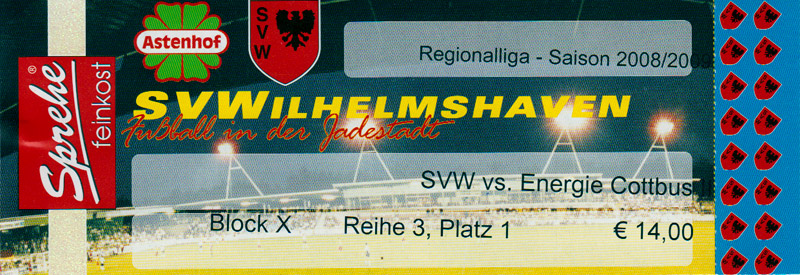 Astenhof
S
V
W
Regionalliga - Saison 2008/2009
Sprehe®
feinkost
SVWILHELMSHAVEN
Fußball in der Jadestadt
SVW vs. Energie Cottbus II
Block X Reihe 3, Platz 1 € 14,00